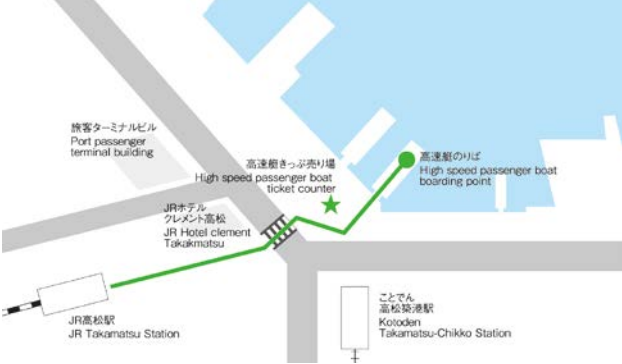 旅客ターミナルビル
Port passenger
terminal building
高速艇きっぷ売り場
High speed passenger boat
ticket counter
高速艇のりば
High speed passenger boat
boarding point
JRホテル
クレメント高松
JR Hotel clement
Takakmatsu
JR高松駅
JR Takamatsu Station
ことでん
高松築港駅
Kotoden
Takamatsu-Chikko Station